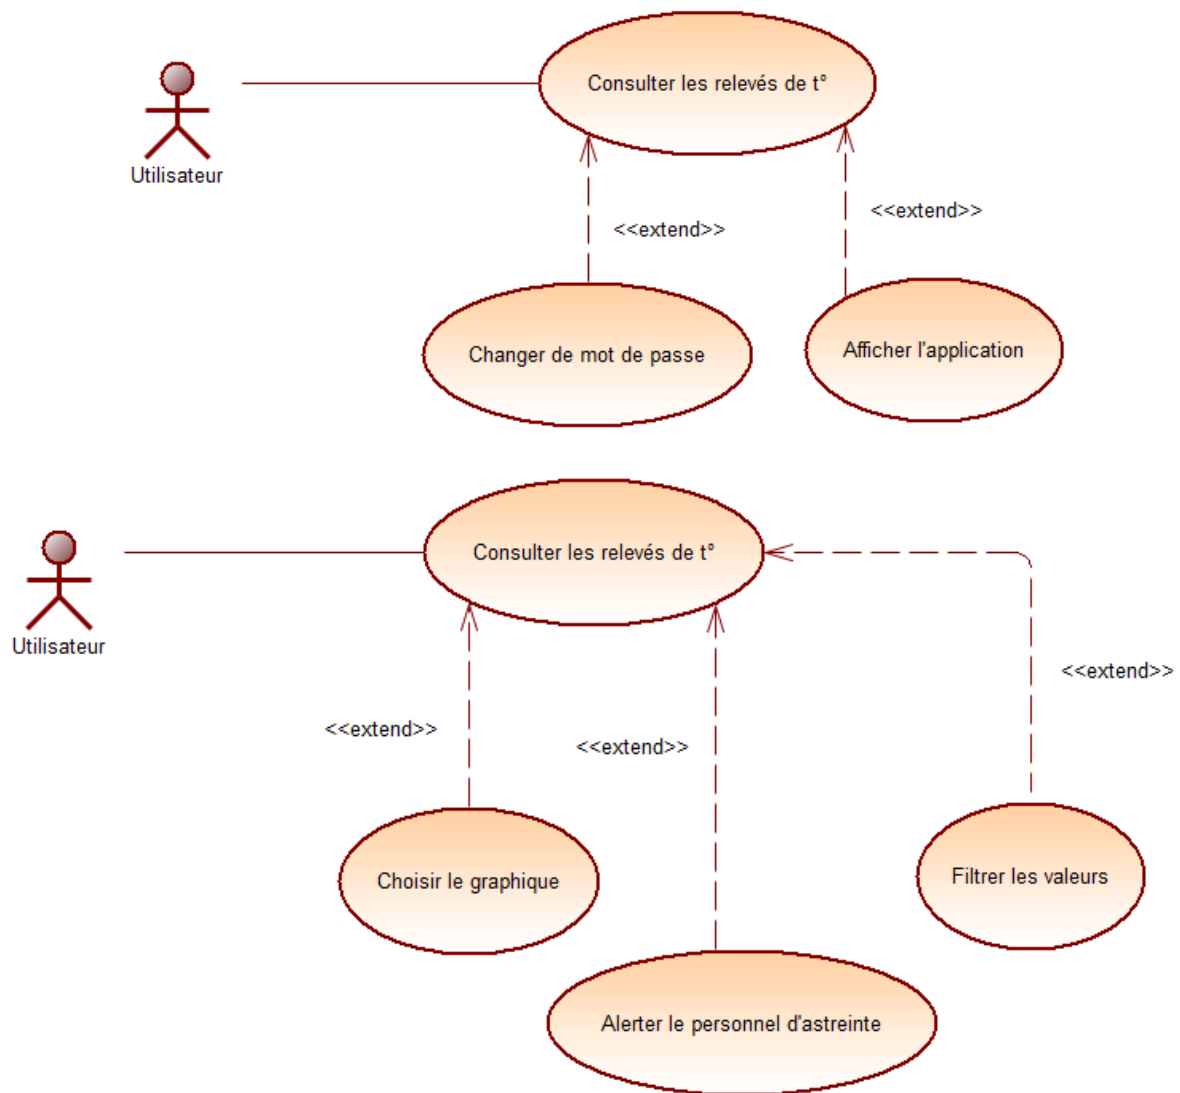 Consulter les relevés de t°
Utilisateur
<<extend>>
<<extend>>
Changer de mot de passe
Afficher l'application
Consulter les relevés de t°
Utilisateur
<<extend>>
<<extend>>
<<extend>>
Choisir le graphique
Filtrer les valeurs
Alerter le personnel d'astreinte